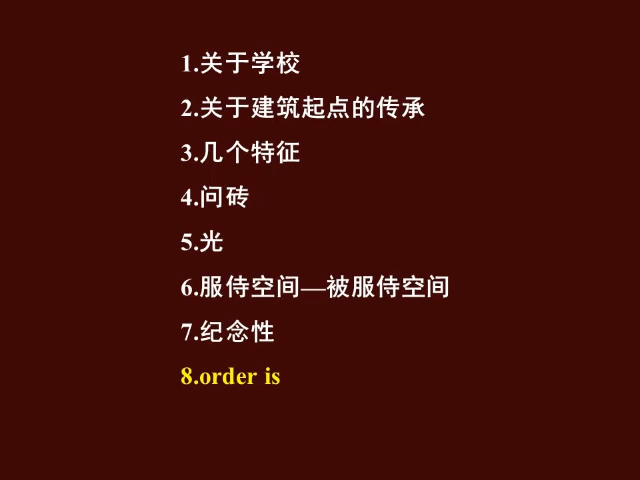 1.关于学校
2.关于建筑起点的传承
3.几个特征
4.问砖
5.光
6.服侍空间—被服侍空间
7.纪念性
8.order is